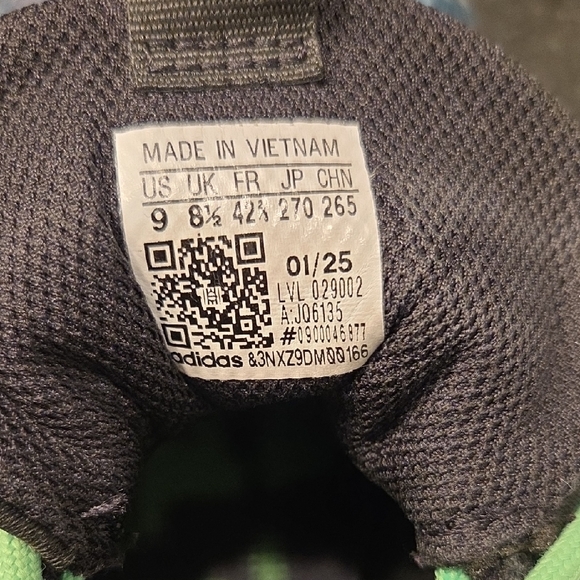 MADE IN VIETNAM
US UK FR JP CHN
9 8½ 42⅔ 270 265
01/25
LVL 029002
A:JQ6135
#0900046877
adidas &3NXZ9DM00166